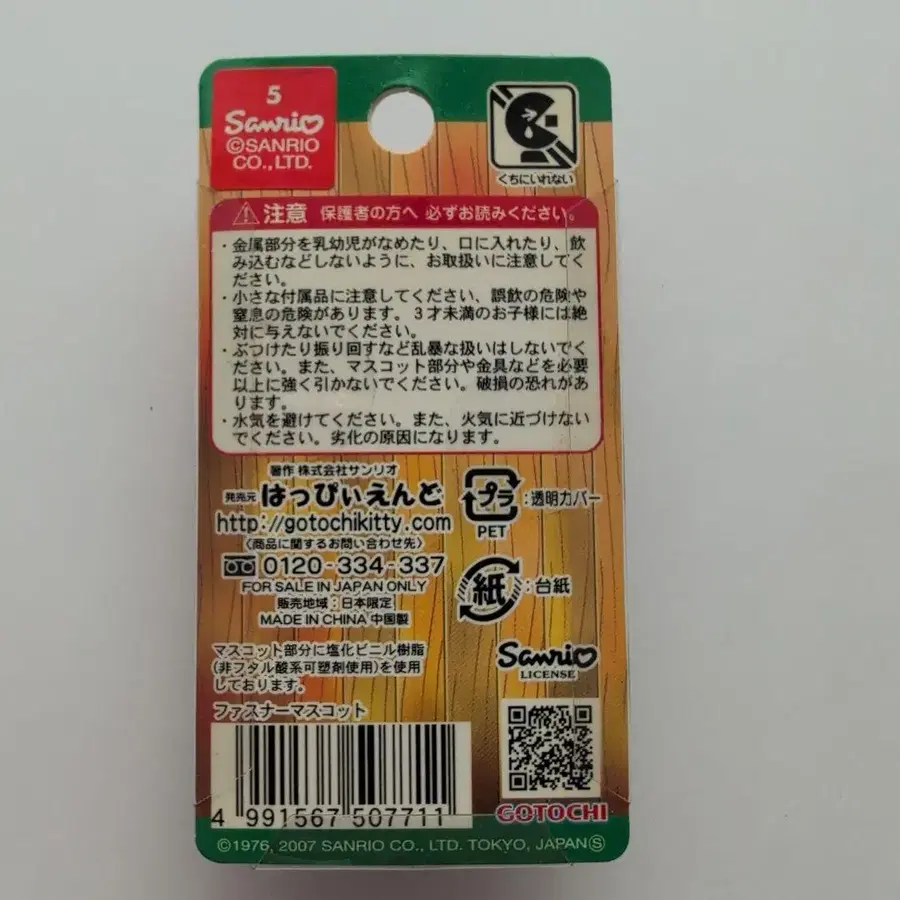 5
Sanrio
©SANRIO
CO.,LTD.
くちにいれない
注意 保護者の方へ 必ずお読みください。
・金属部分を乳幼児がなめたり、口に入れたり、飲
み込むなどしないように、お取扱いに注意してく
ださい。
・小さな付属品に注意してください、誤飲の危険や
窒息の危険があります。3才未満のお子様には絶
対に与えないでください。
・ぶつけたり振り回すなど乱暴な扱いはしないでく
ださい。また、マスコット部分や金具などを必要
以上に強く引かないでください。破損の恐れがあ
ります。
・水気を避けてください。また、火気に近づけない
でください。劣化の原因になります。
著作 株式会社サンリオ
発売元 はっぴぃえんど
http://gotochikitty.com
〈商品に関するお問い合わせ先〉
0120-334-337
FOR SALE IN JAPAN ONLY
販売地域:日本限定
MADE IN CHINA 中国製
プラ:透明カバー
PET
紙:台紙
マスコット部分に塩化ビニル樹脂
(非フタル酸系可塑剤使用)を使用
しております。
ファスナーマスコット
Sanrio
LICENSE
4 991567 507711
GOTOCHI
©1976, 2007 SANRIO CO., LTD. TOKYO, JAPANⓈ